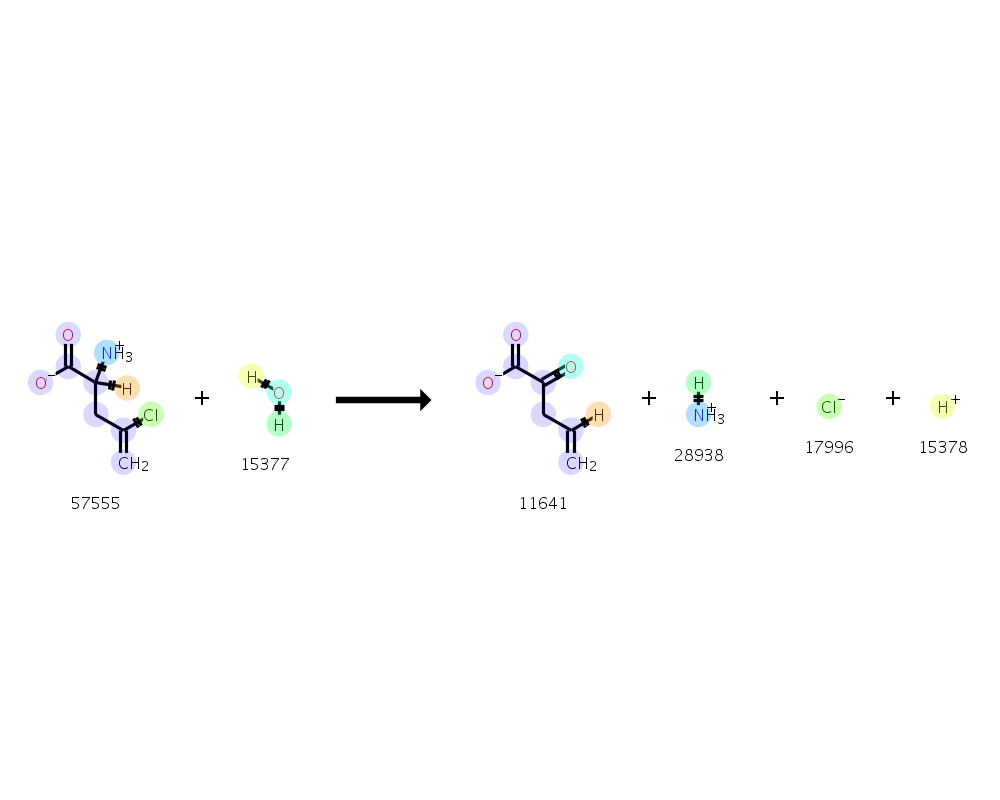 O
NH3+
O−
H
Cl
CH2
57555
+
H
O
H
15377
O
O
O−
H
CH2
11641
+
H
NH3+
28938
+
Cl−
17996
+
H+
15378